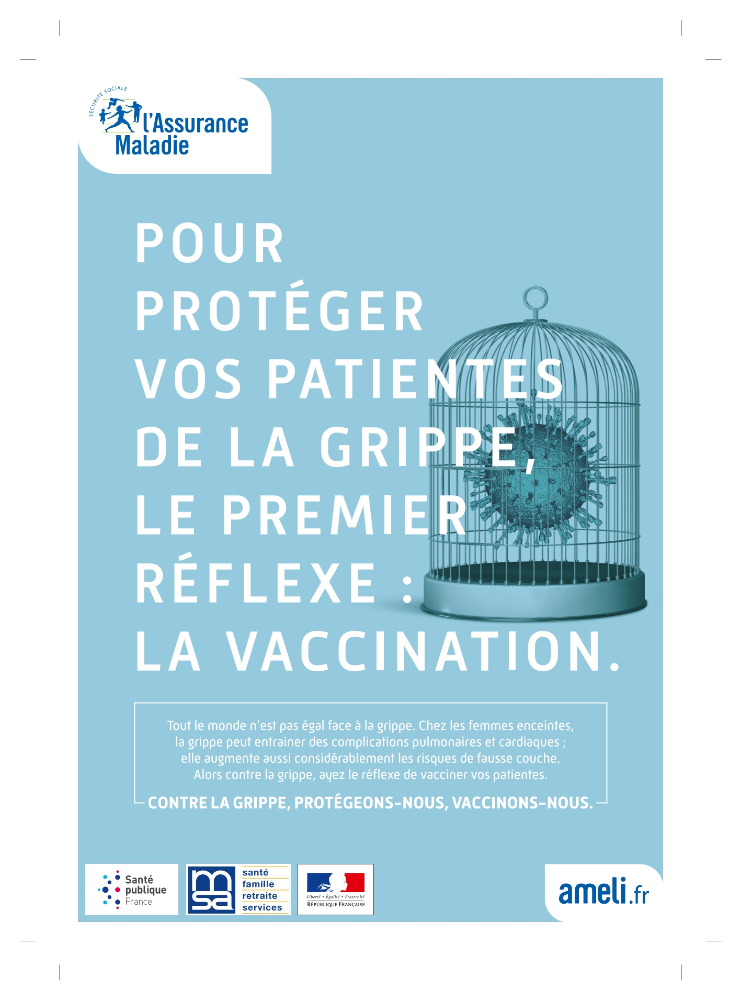 SÉCURITÉ SOCIALE
l'Assurance
Maladie
POUR
PROTÉGER
VOS PATIENTES
DE LA GRIPPE,
LE PREMIER
RÉFLEXE :
LA VACCINATION.
Tout le monde n'est pas égal face à la grippe. Chez les femmes enceintes,
la grippe peut entrainer des complications pulmonaires et cardiaques ;
elle augmente aussi considérablement les risques de fausse couche.
Alors contre la grippe, ayez le réflexe de vacciner vos patientes.
CONTRE LA GRIPPE, PROTÉGEONS-NOUS, VACCINONS-NOUS.
Santé
publique
France
msa
santé
famille
retraite
services
Liberté • Égalité • Fraternité
RÉPUBLIQUE FRANÇAISE
ameli.fr